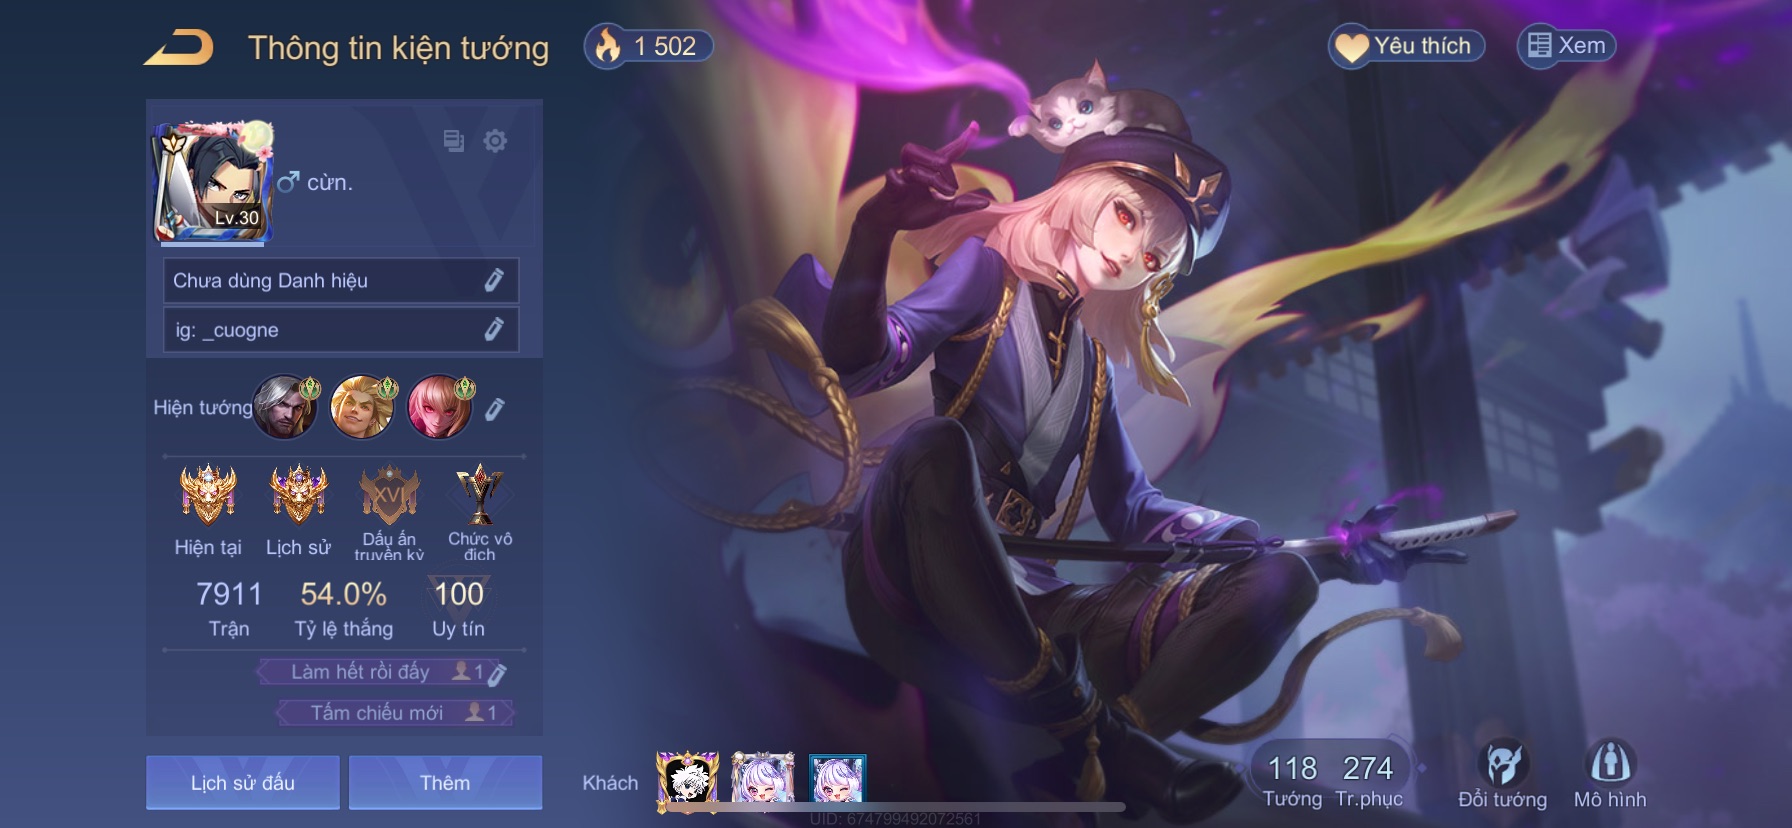 Thông tin kiện tướng
1 502
Yêu thích
Xem
Lv.30
cừn.
Chưa dùng Danh hiệu
ig: _cuogne
Hiện tướng
XVI
Hiện tại
Lịch sử
Dấu ấn
truyền kỳ
Chức vô
địch
7911
54.0%
100
Trận
Tỷ lệ thắng
Uy tín
Làm hết rồi đấy
1
Tấm chiếu mới
1
Lịch sử đấu
Thêm
Khách
118
274
Tướng
Tr.phục
Đổi tướng
Mô hình
UID: 674799492072561